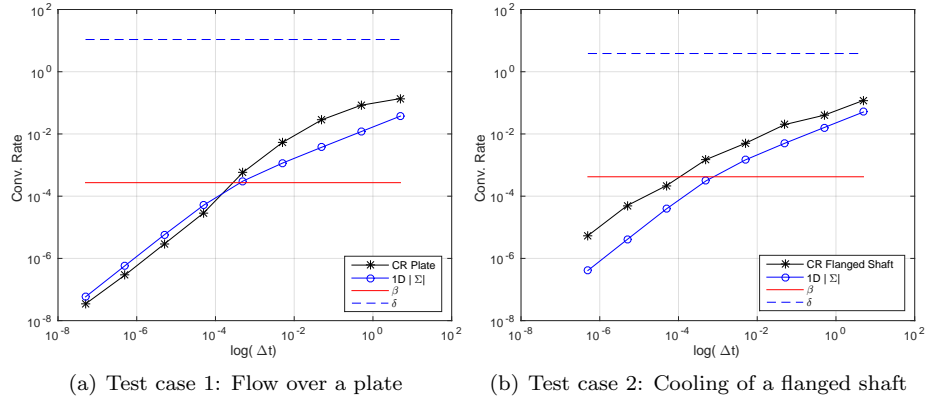 10^2
10^0
10^-2
10^-4
10^-6
10^-8
Conv. Rate
10^-8
10^-6
10^-4
10^-2
10^0
10^2
log( Δt)
CR Plate
1D | Σ|
β
δ
(a) Test case 1: Flow over a plate
10^2
10^0
10^-2
10^-4
10^-6
10^-8
Conv. Rate
10^-8
10^-6
10^-4
10^-2
10^0
10^2
log( Δt)
CR Flanged Shaft
1D | Σ|
β
δ
(b) Test case 2: Cooling of a flanged shaft